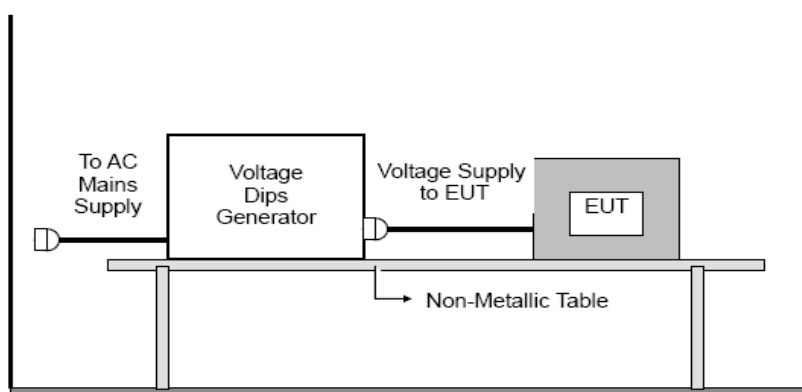 To AC
Mains
Supply
Voltage
Dips
Generator
Voltage Supply
to EUT
EUT
Non-Metallic Table